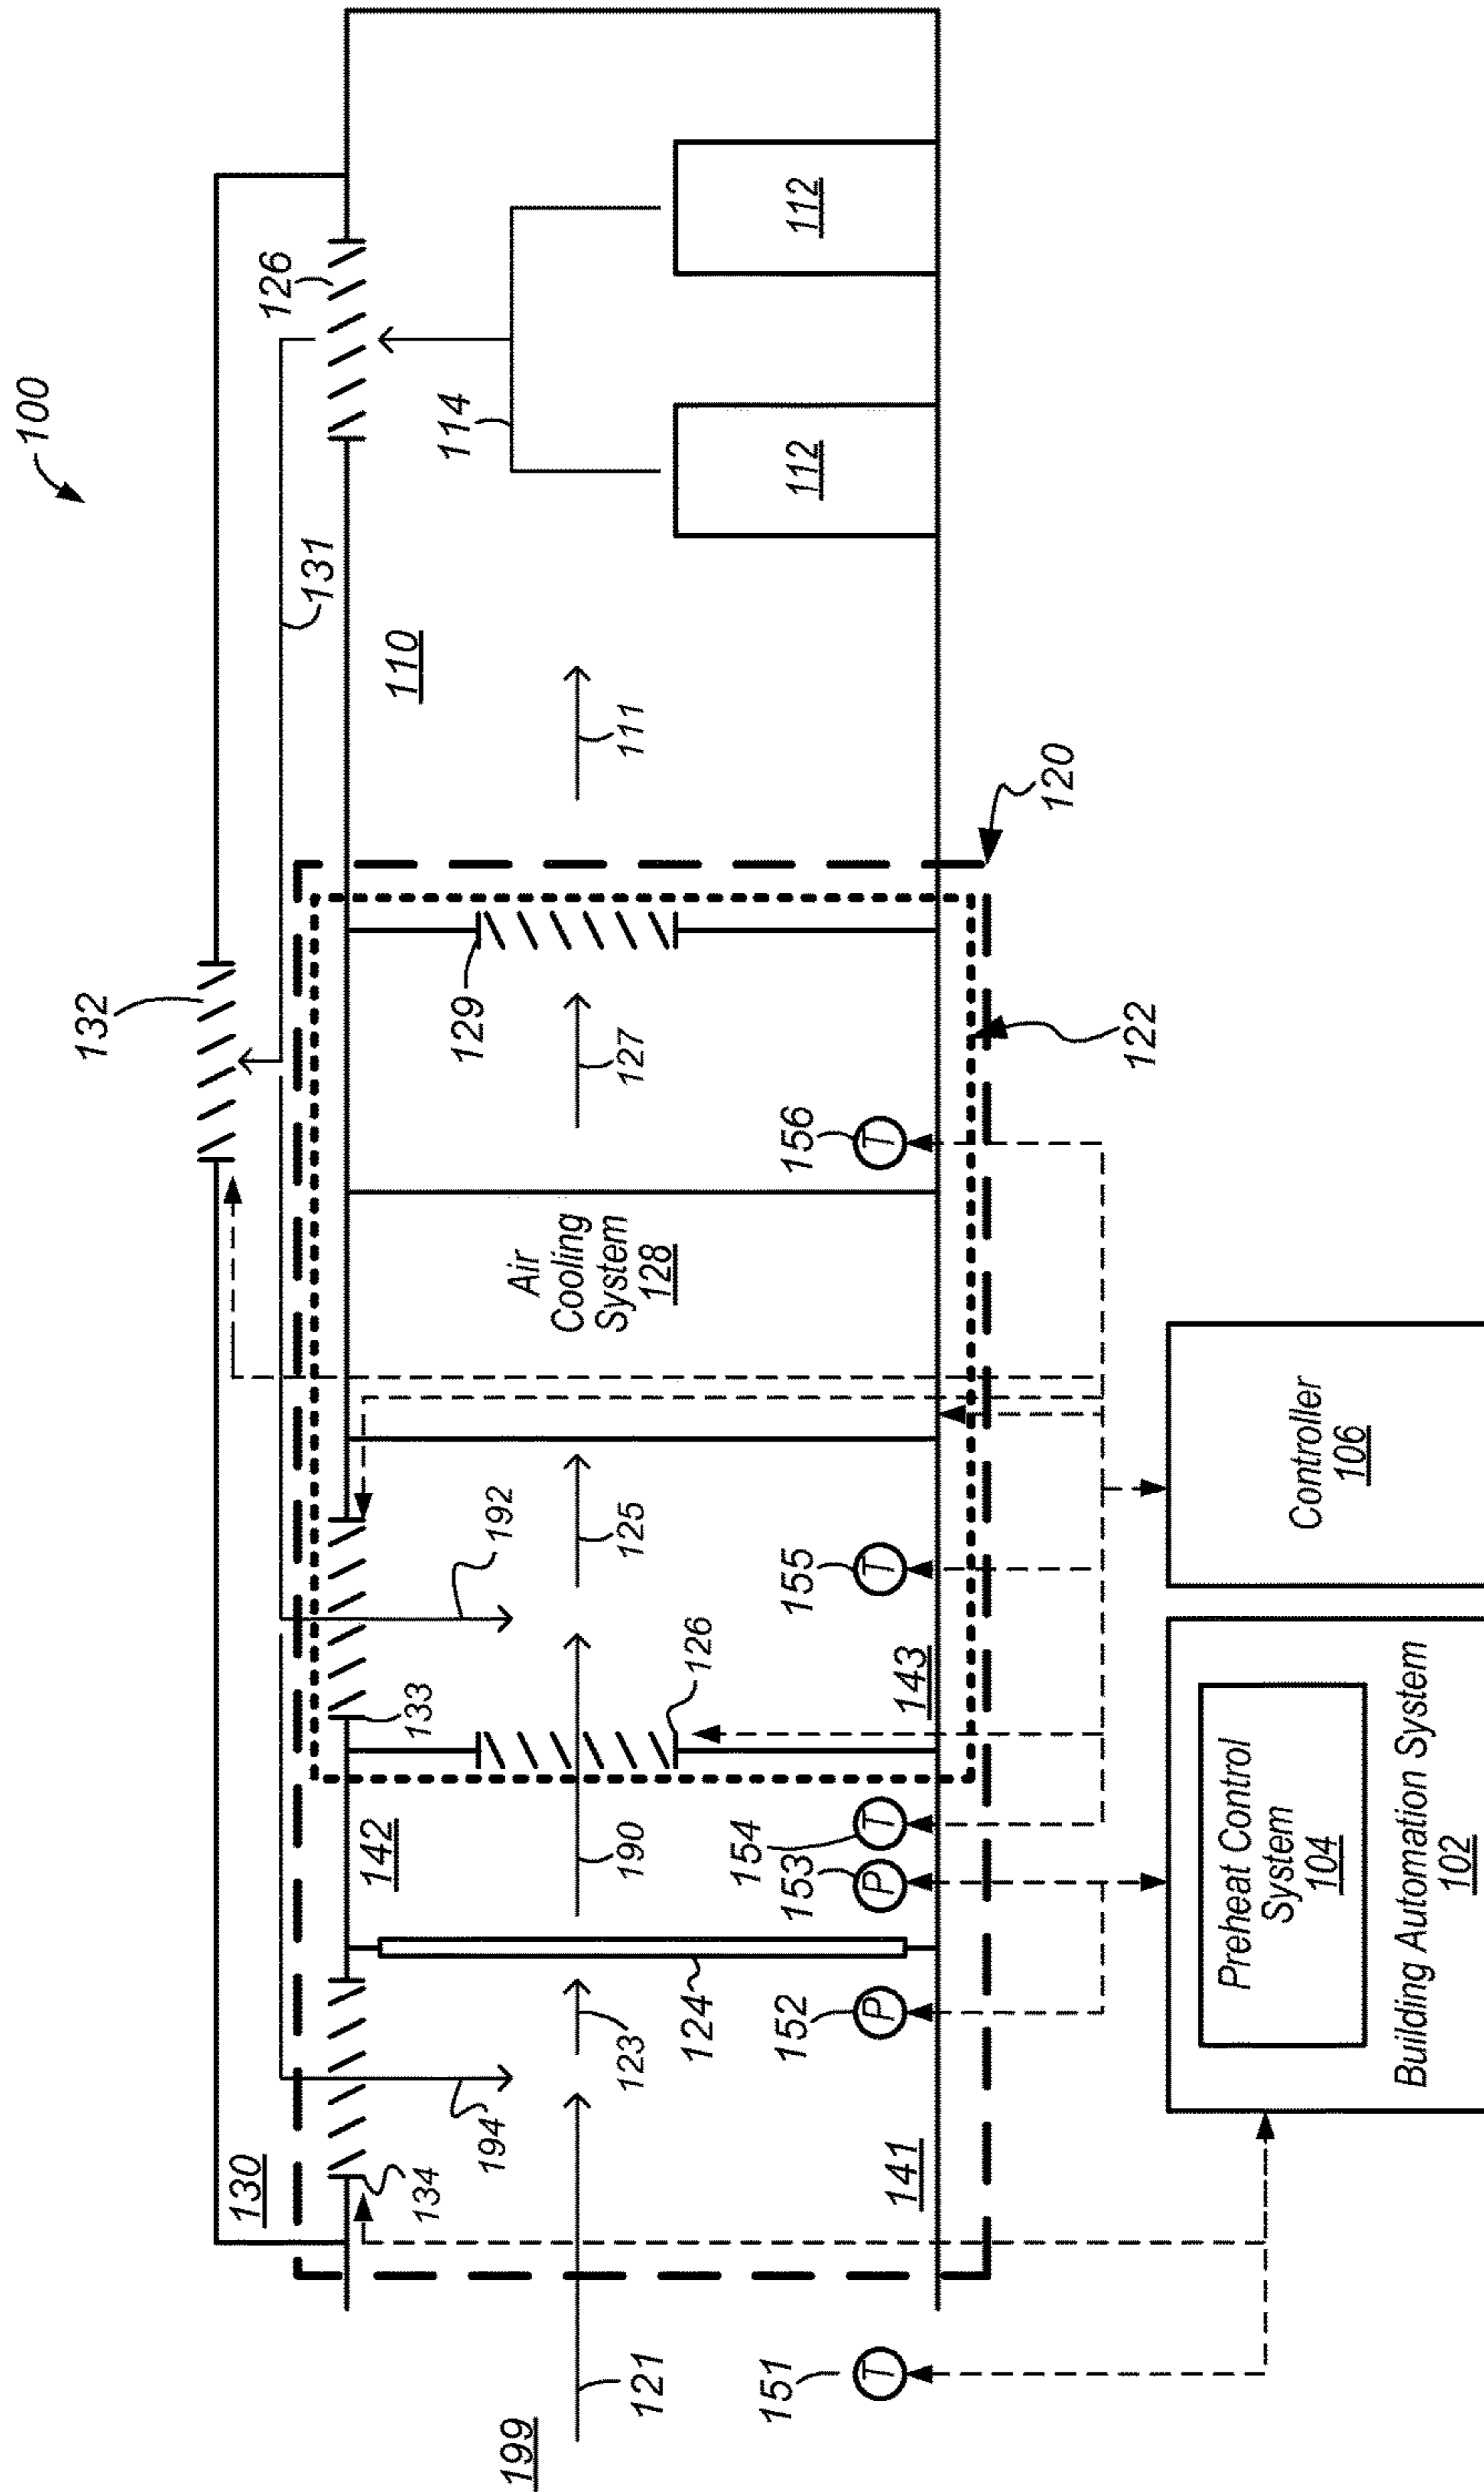 100
132
131
126
114
112
112
110
111
120
122
129
127
156
T
Air
Cooling
System
128
192
125
155
T
133
126
143
142
190
154
T
153
P
124
152
P
123
194
134
130
141
199
121
151
T
Controller
106
Preheat Control
System
104
Building Automation System
102